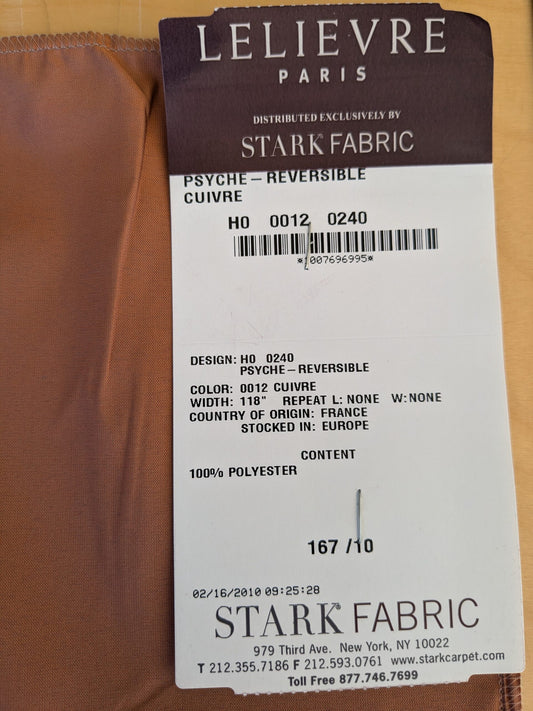 LELIEVRE
PARIS
DISTRIBUTED EXCLUSIVELY BY
STARK FABRIC
PSYCHE-REVERSIBLE
CUIVRE
H0 0012 0240
*1007696995*
DESIGN: H0 0240
PSYCHE-REVERSIBLE
COLOR: 0012 CUIVRE
WIDTH: 118" REPEAT L: NONE W:NONE
COUNTRY OF ORIGIN: FRANCE
STOCKED IN: EUROPE
CONTENT
100% POLYESTER
167 /10
02/16/2010 09:25:28
STARK® FABRIC
979 Third Ave. New York, NY 10022
T 212.355.7186 F 212.593.0761 www.starkcarpet.com
Toll Free 877.746.7699